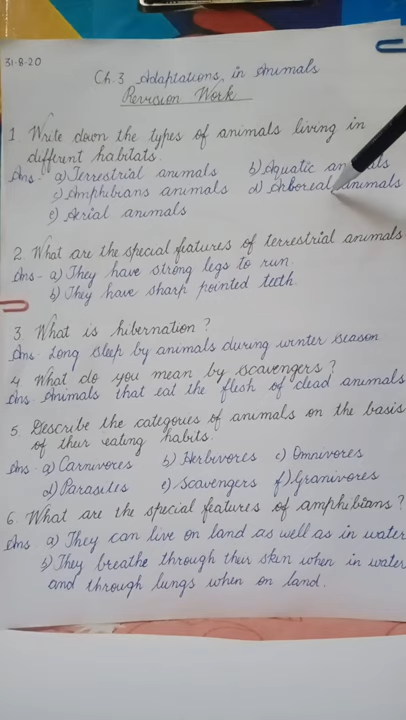 31-8-20
Ch.3 Adaptations in Animals
Revision Work
1. Write down the types of animals living in
different habitats.
Ans. a) Terrestrial animals b) Aquatic animals
c) Amphibians animals d) Arboreal animals
e) Aerial animals
2. What are the special features of terrestrial animals
Ans- a) They have strong legs to run.
b) They have sharp pointed teeth.
3. What is hibernation?
Ans. Long sleep by animals during winter season
4. What do you mean by scavengers?
Ans. Animals that eat the flesh of dead animals
5. Describe the categories of animals on the basis
of their eating habits.
Ans. a) Carnivores b) Herbivores c) Omnivores
d) Parasites e) Scavengers f) Granivores
6. What are the special features of amphibians?
Ans a) They can live on land as well as in water
b) They breathe through their skin when in water
and through lungs when on land.